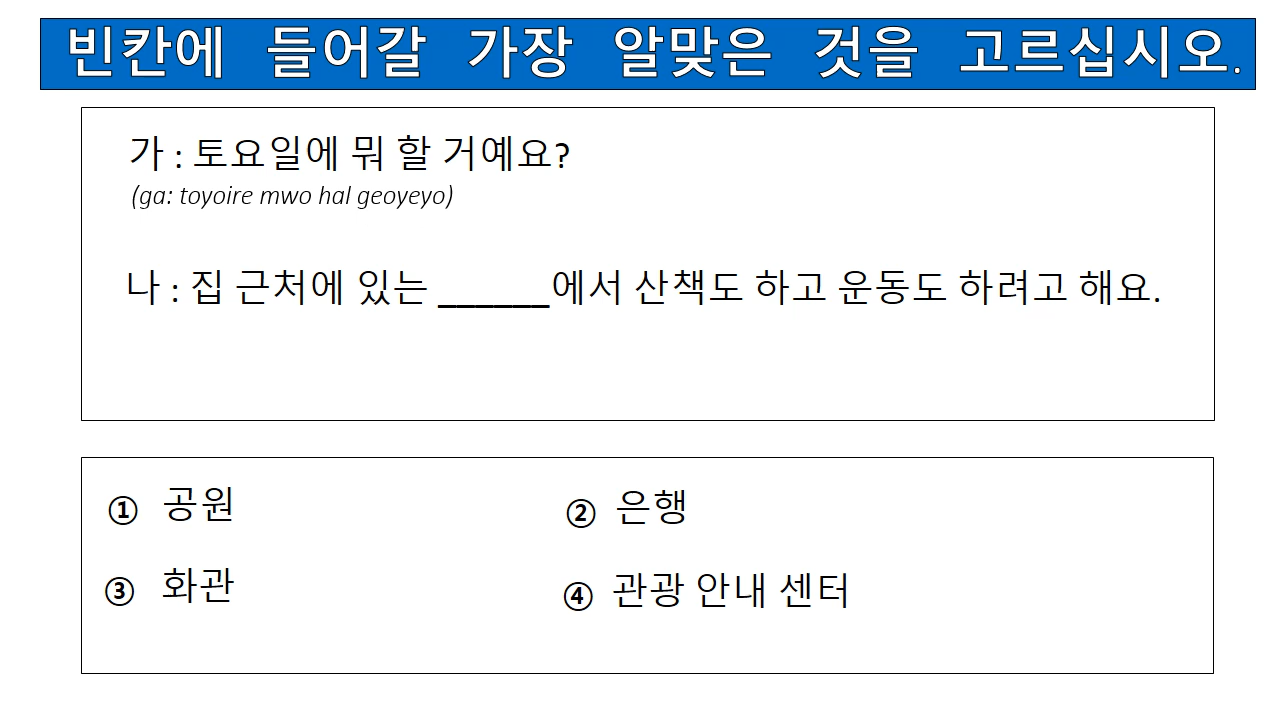 빈칸에 들어갈 가장 알맞은 것을 고르십시오.
가 : 토요일에 뭐 할 거예요?
(ga: toyoire mwo hal geoyeyo)
나 : 집 근처에 있는 ______에서 산책도 하고 운동도 하려고 해요.
① 공원 ② 은행
③ 화관 ④ 관광 안내 센터